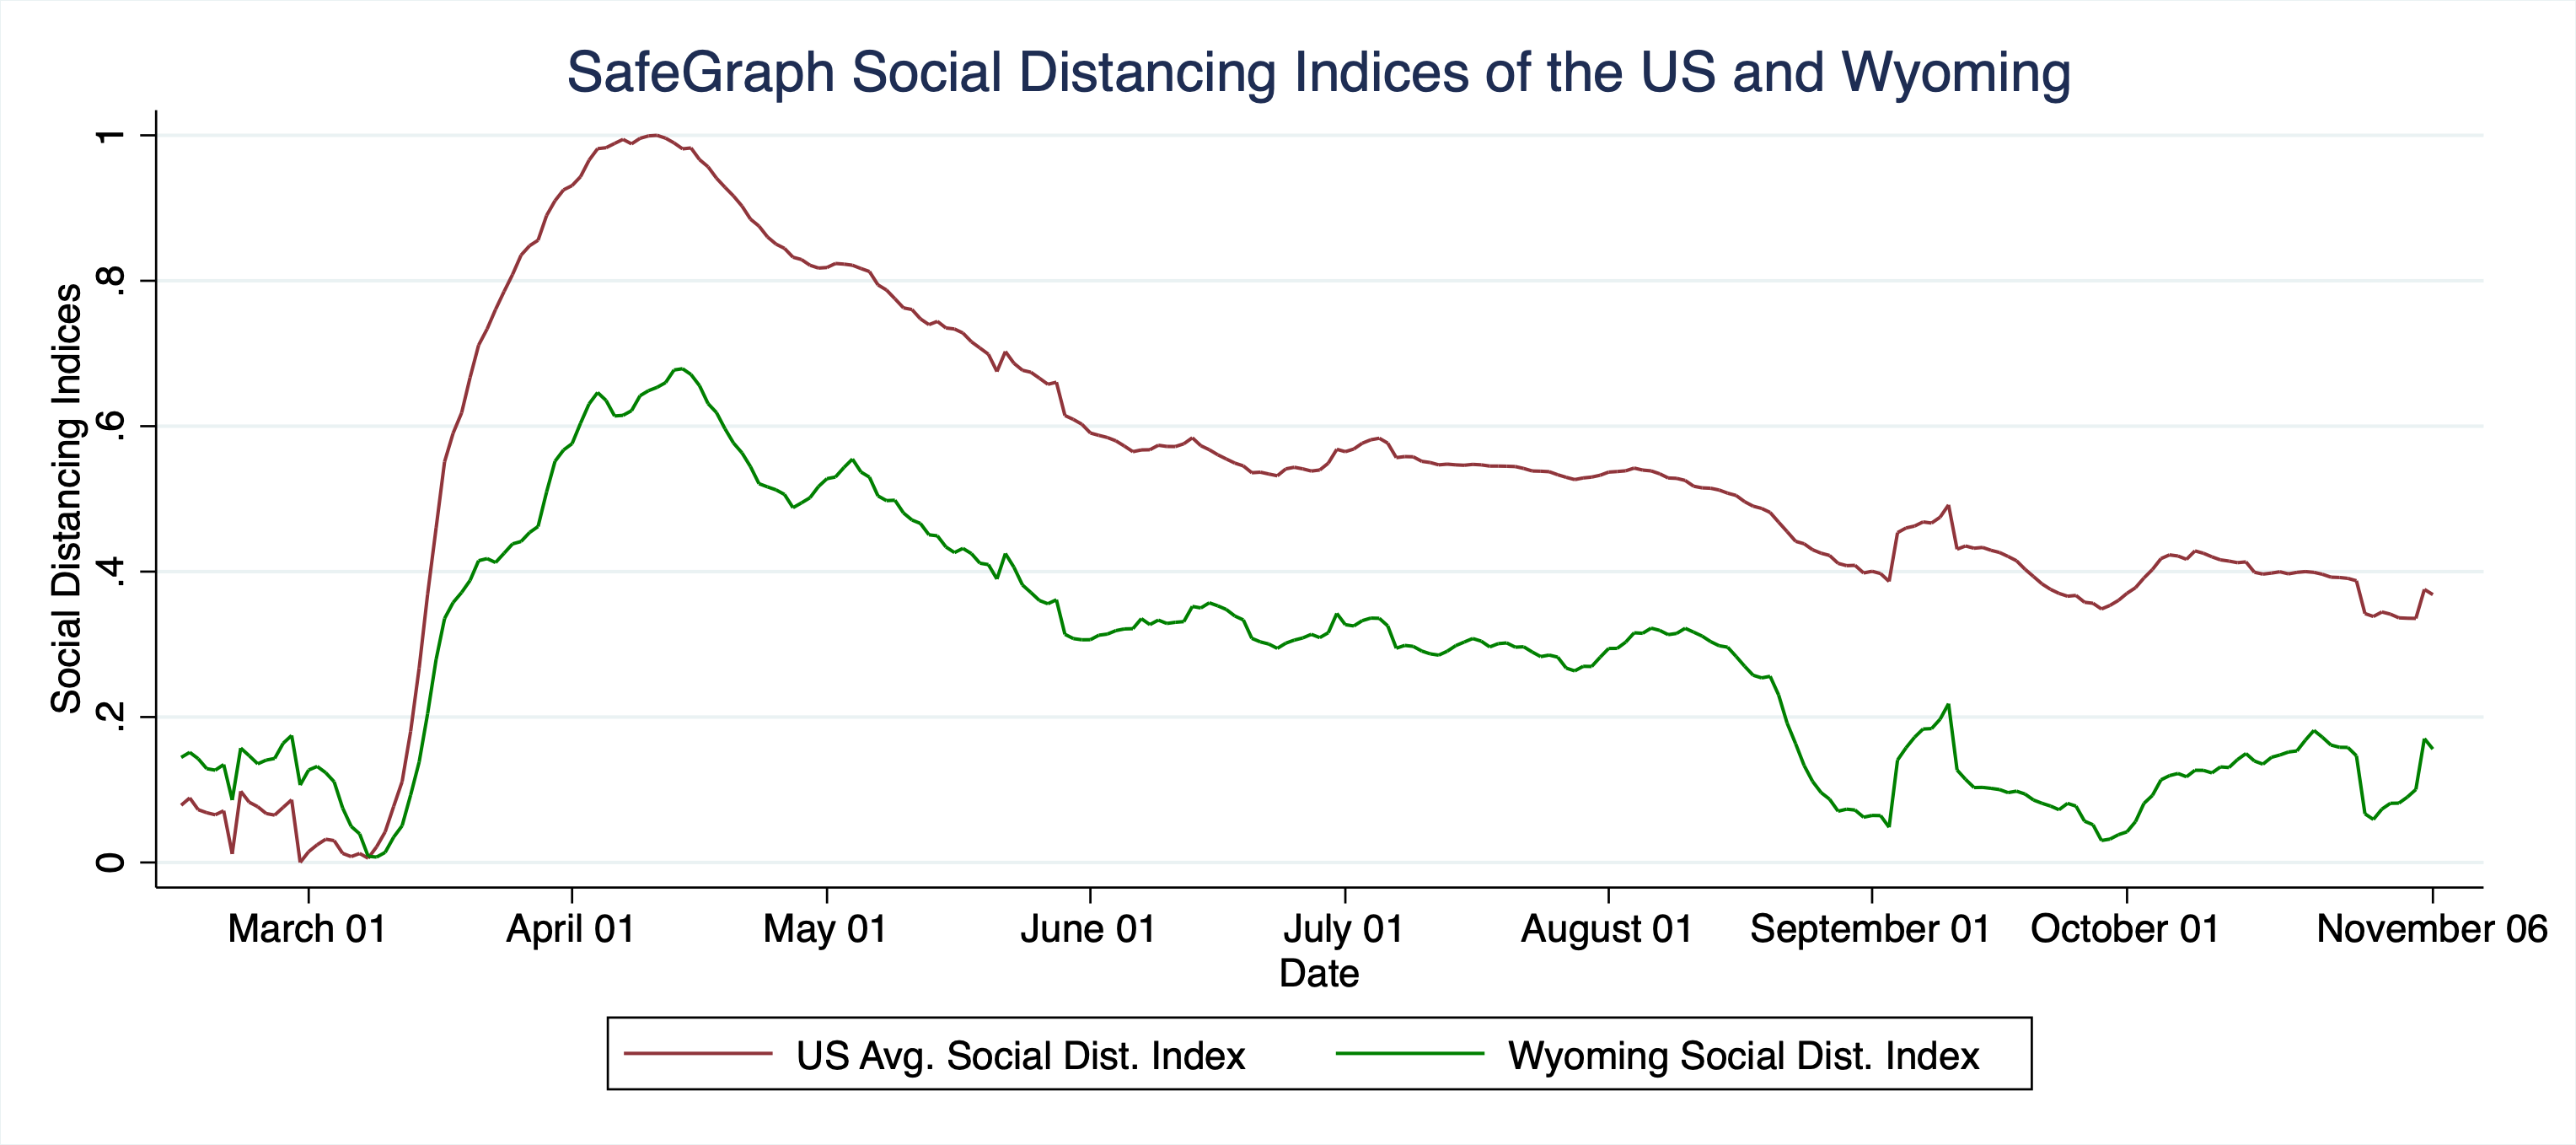 SafeGraph Social Distancing Indices of the US and Wyoming
Social Distancing Indices
1
.8
.6
.4
.2
0
March 01 April 01 May 01 June 01 July 01 August 01 September 01 October 01 November 06
Date
US Avg. Social Dist. Index Wyoming Social Dist. Index